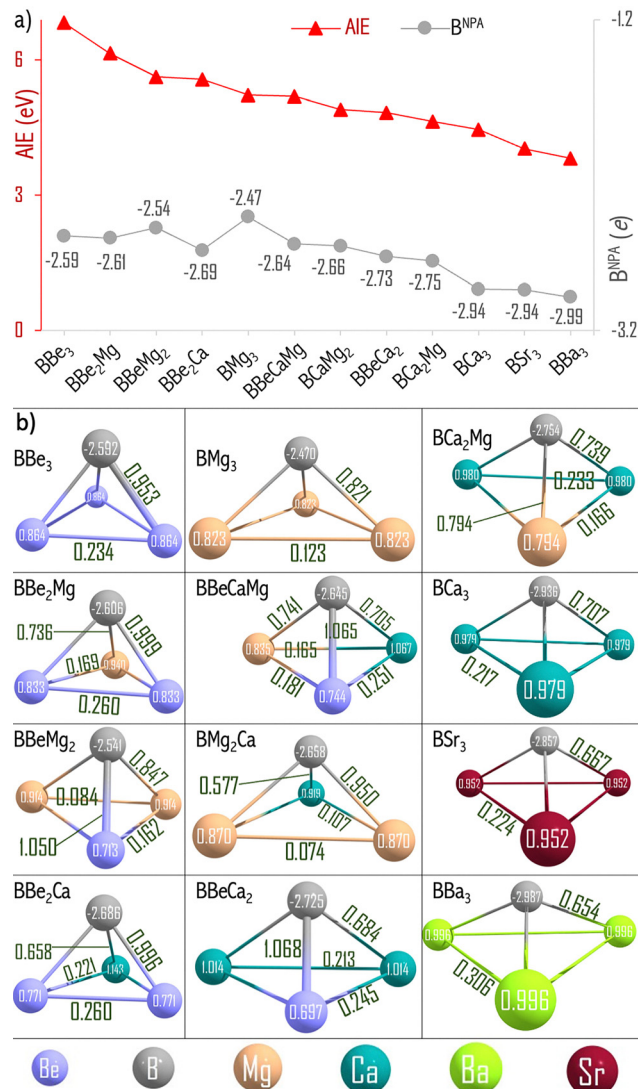 a)
AIE
B^NPA
AIE (eV)
6
3
0
-1.2
-3.2
B^NPA (e)
-2.59
-2.61
-2.54
-2.69
-2.47
-2.64
-2.66
-2.73
-2.75
-2.94
-2.94
-2.99
BBe₃
BBe₂Mg
BBeMg₂
BBe₂Ca
BMg₃
BBeCaMg
BCaMg₂
BBeCa₂
BCa₂Mg
BCa₃
BSr₃
BBa₃
b)
BBe₃
-2.592
0.953
0.864
0.864
0.864
0.234
BMg₃
-2.470
0.821
0.823
0.823
0.823
0.123
BCa₂Mg
-2.754
0.739
0.980
0.980
0.233
0.794
0.166
0.794
BBe₂Mg
-2.606
0.736
0.999
0.169
0.940
0.833
0.833
0.260
BBeCaMg
-2.645
0.741
0.705
1.065
0.835
0.165
1.067
0.181
0.251
0.744
BCa₃
-2.936
0.707
0.979
0.979
0.217
0.979
BBeMg₂
-2.541
0.847
0.914
0.914
0.084
0.162
1.050
0.713
BMg₂Ca
-2.658
0.577
0.950
0.919
0.107
0.870
0.870
0.074
BSr₃
-2.857
0.667
0.952
0.952
0.224
0.952
BBe₂Ca
-2.686
0.658
0.996
0.221
1.143
0.771
0.771
0.260
BBeCa₂
-2.725
0.684
1.068
1.014
0.213
1.014
0.245
0.697
BBa₃
-2.987
0.654
0.996
0.996
0.306
0.996
Be
B
Mg
Ca
Ba
Sr